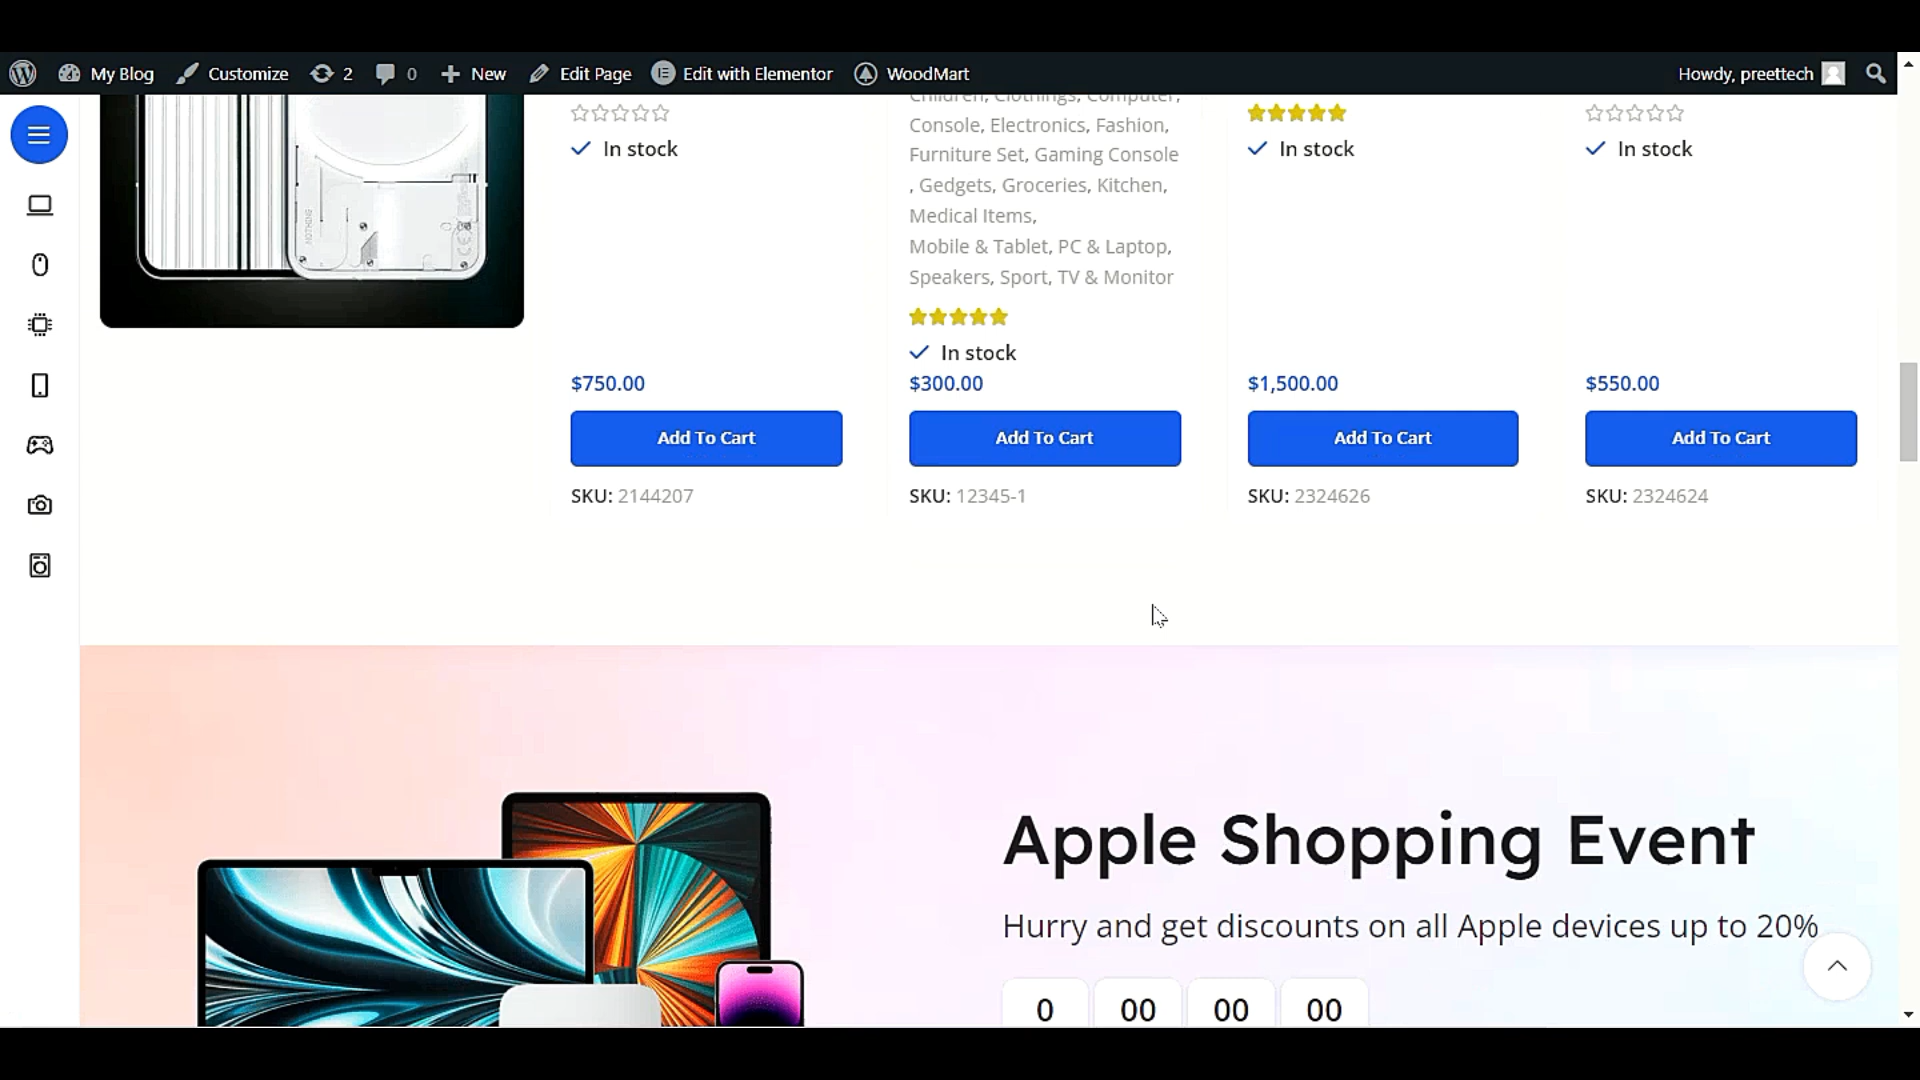 My Blog Customize 2 0 New Edit Page Edit with Elementor WoodMart Howdy, preettech
In stock
Children, Clothings, Computer,
Console, Electronics, Fashion,
Furniture Set, Gaming Console
, Gedgets, Groceries, Kitchen,
Medical Items,
Mobile & Tablet, PC & Laptop,
Speakers, Sport, TV & Monitor
In stock
In stock
In stock
$750.00 $300.00 $1,500.00 $550.00
Add To Cart Add To Cart Add To Cart Add To Cart
SKU: 2144207 SKU: 12345-1 SKU: 2324626 SKU: 2324624
NOTHING
Apple Shopping Event
Hurry and get discounts on all Apple devices up to 20%
0 00 00 00